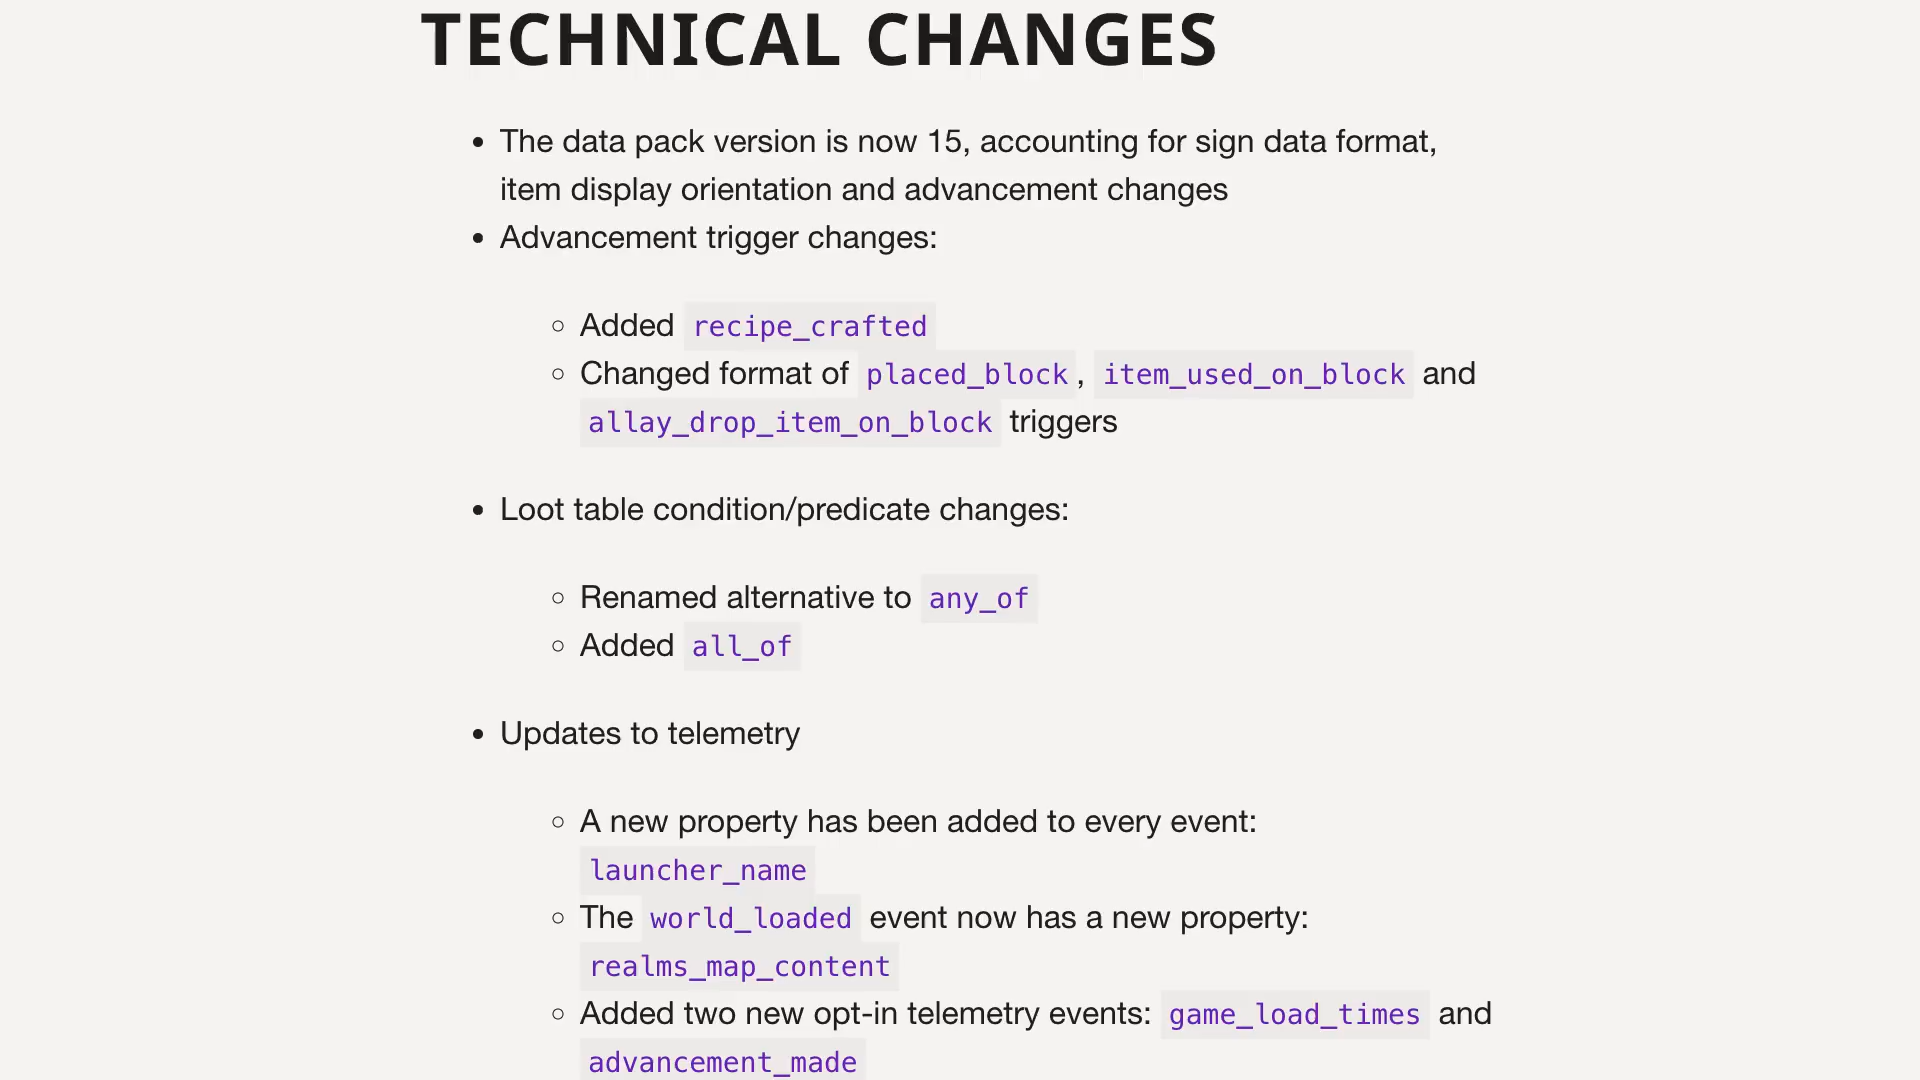 TECHNICAL CHANGES
The data pack version is now 15, accounting for sign data format,
item display orientation and advancement changes
Advancement trigger changes:
Added recipe_crafted
Changed format of placed_block, item_used_on_block and
allay_drop_item_on_block triggers
Loot table condition/predicate changes:
Renamed alternative to any_of
Added all_of
Updates to telemetry
A new property has been added to every event:
launcher_name
The world_loaded event now has a new property:
realms_map_content
Added two new opt-in telemetry events: game_load_times and
advancement_made